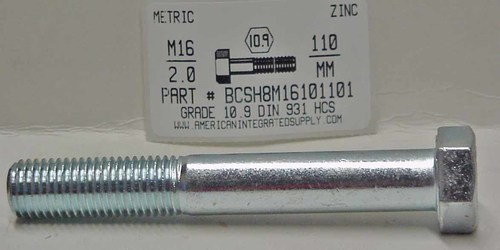 METRIC ZINC
M16 10.9 110
2.0 MM
PART # BCSH8M16101101
GRADE 10.9 DIN 931 HCS
WWW.AMERICANINTEGRATEDSUPPLY.COM